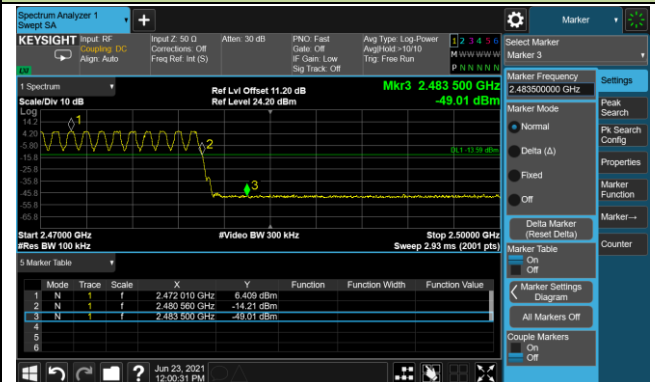 Spectrum Analyzer 1
Swept SA
+
Marker
KEYSIGHT
Input: RF
Coupling: DC
Align: Auto
Input Z: 50 Ω
Corrections: Off
Freq Ref: Int (S)
Atten: 30 dB
PNO: Fast
Gate: Off
IF Gain: Low
Sig Track: Off
Avg Type: Log-Power
Avg|Hold:>10/10
Trig: Free Run
1 2 3 4 5 6
M W W W W W
P N N N N N
Select Marker
Marker 3
1 Spectrum
Scale/Div 10 dB
Log
Ref Lvl Offset 11.20 dB
Ref Level 24.20 dBm
Mkr3 2.483 500 GHz
-49.01 dBm
14.2
4.20
-5.80
-15.8
-25.8
-35.8
-45.8
-55.8
-65.8
1
2
3
DL1 -13.59 dBm
Start 2.47000 GHz
#Res BW 100 kHz
#Video BW 300 kHz
Stop 2.50000 GHz
Sweep 2.93 ms (2001 pts)
5 Marker Table
Mode Trace Scale X Y Function Function Width Function Value
1 N 1 f 2.472 010 GHz 6.409 dBm
2 N 1 f 2.480 560 GHz -14.21 dBm
3 N 1 f 2.483 500 GHz -49.01 dBm
4
5
6
Marker Frequency
2.483500000 GHz
Marker Mode
Normal
Delta (Δ)
Fixed
Off
Delta Marker
(Reset Delta)
Marker Table
On
Off
Marker Settings
Diagram
All Markers Off
Couple Markers
On
Off
Settings
Peak
Search
Pk Search
Config
Properties
Marker
Function
Marker→
Counter
?
Jun 23, 2021
12:00:31 PM